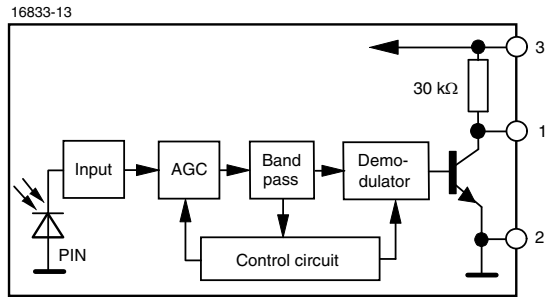 16833-13
3
30 kΩ
1
Input
AGC
Band
pass
Demo-
dulator
2
PIN
Control circuit